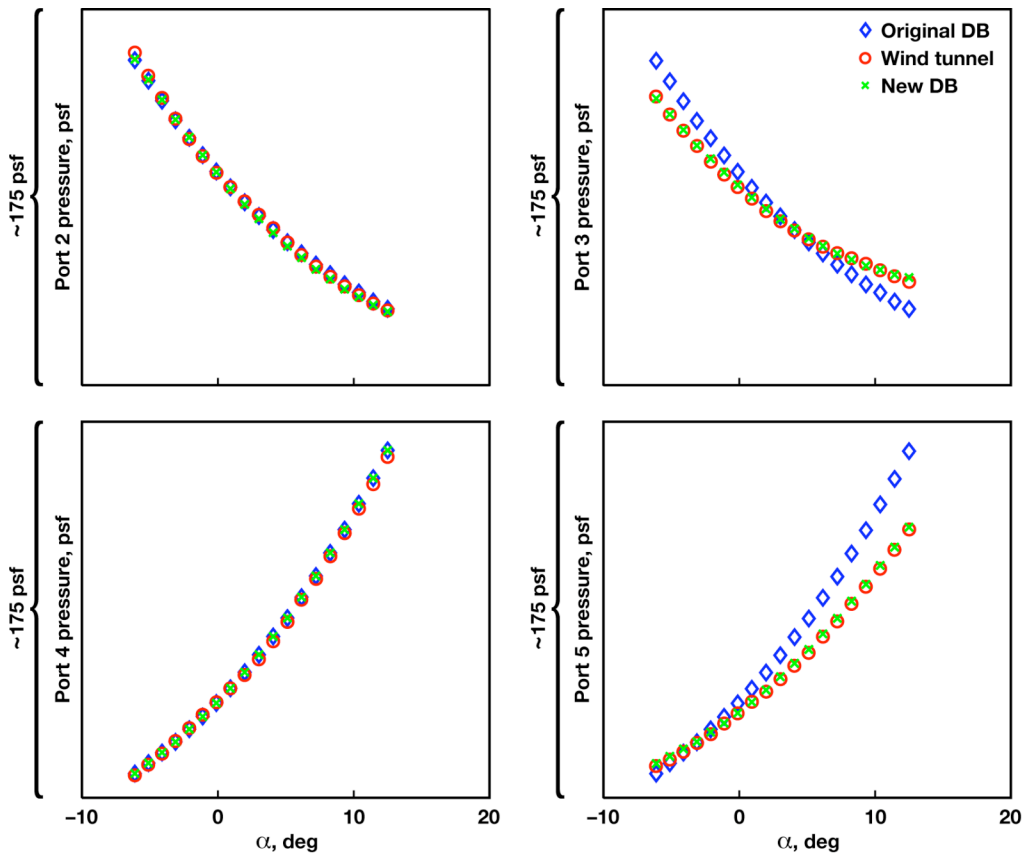 ~175 psf
Port 2 pressure, psf
~175 psf
Port 3 pressure, psf
Original DB
Wind tunnel
New DB
~175 psf
Port 4 pressure, psf
~175 psf
Port 5 pressure, psf
−10 0 10 20
α, deg
−10 0 10 20
α, deg